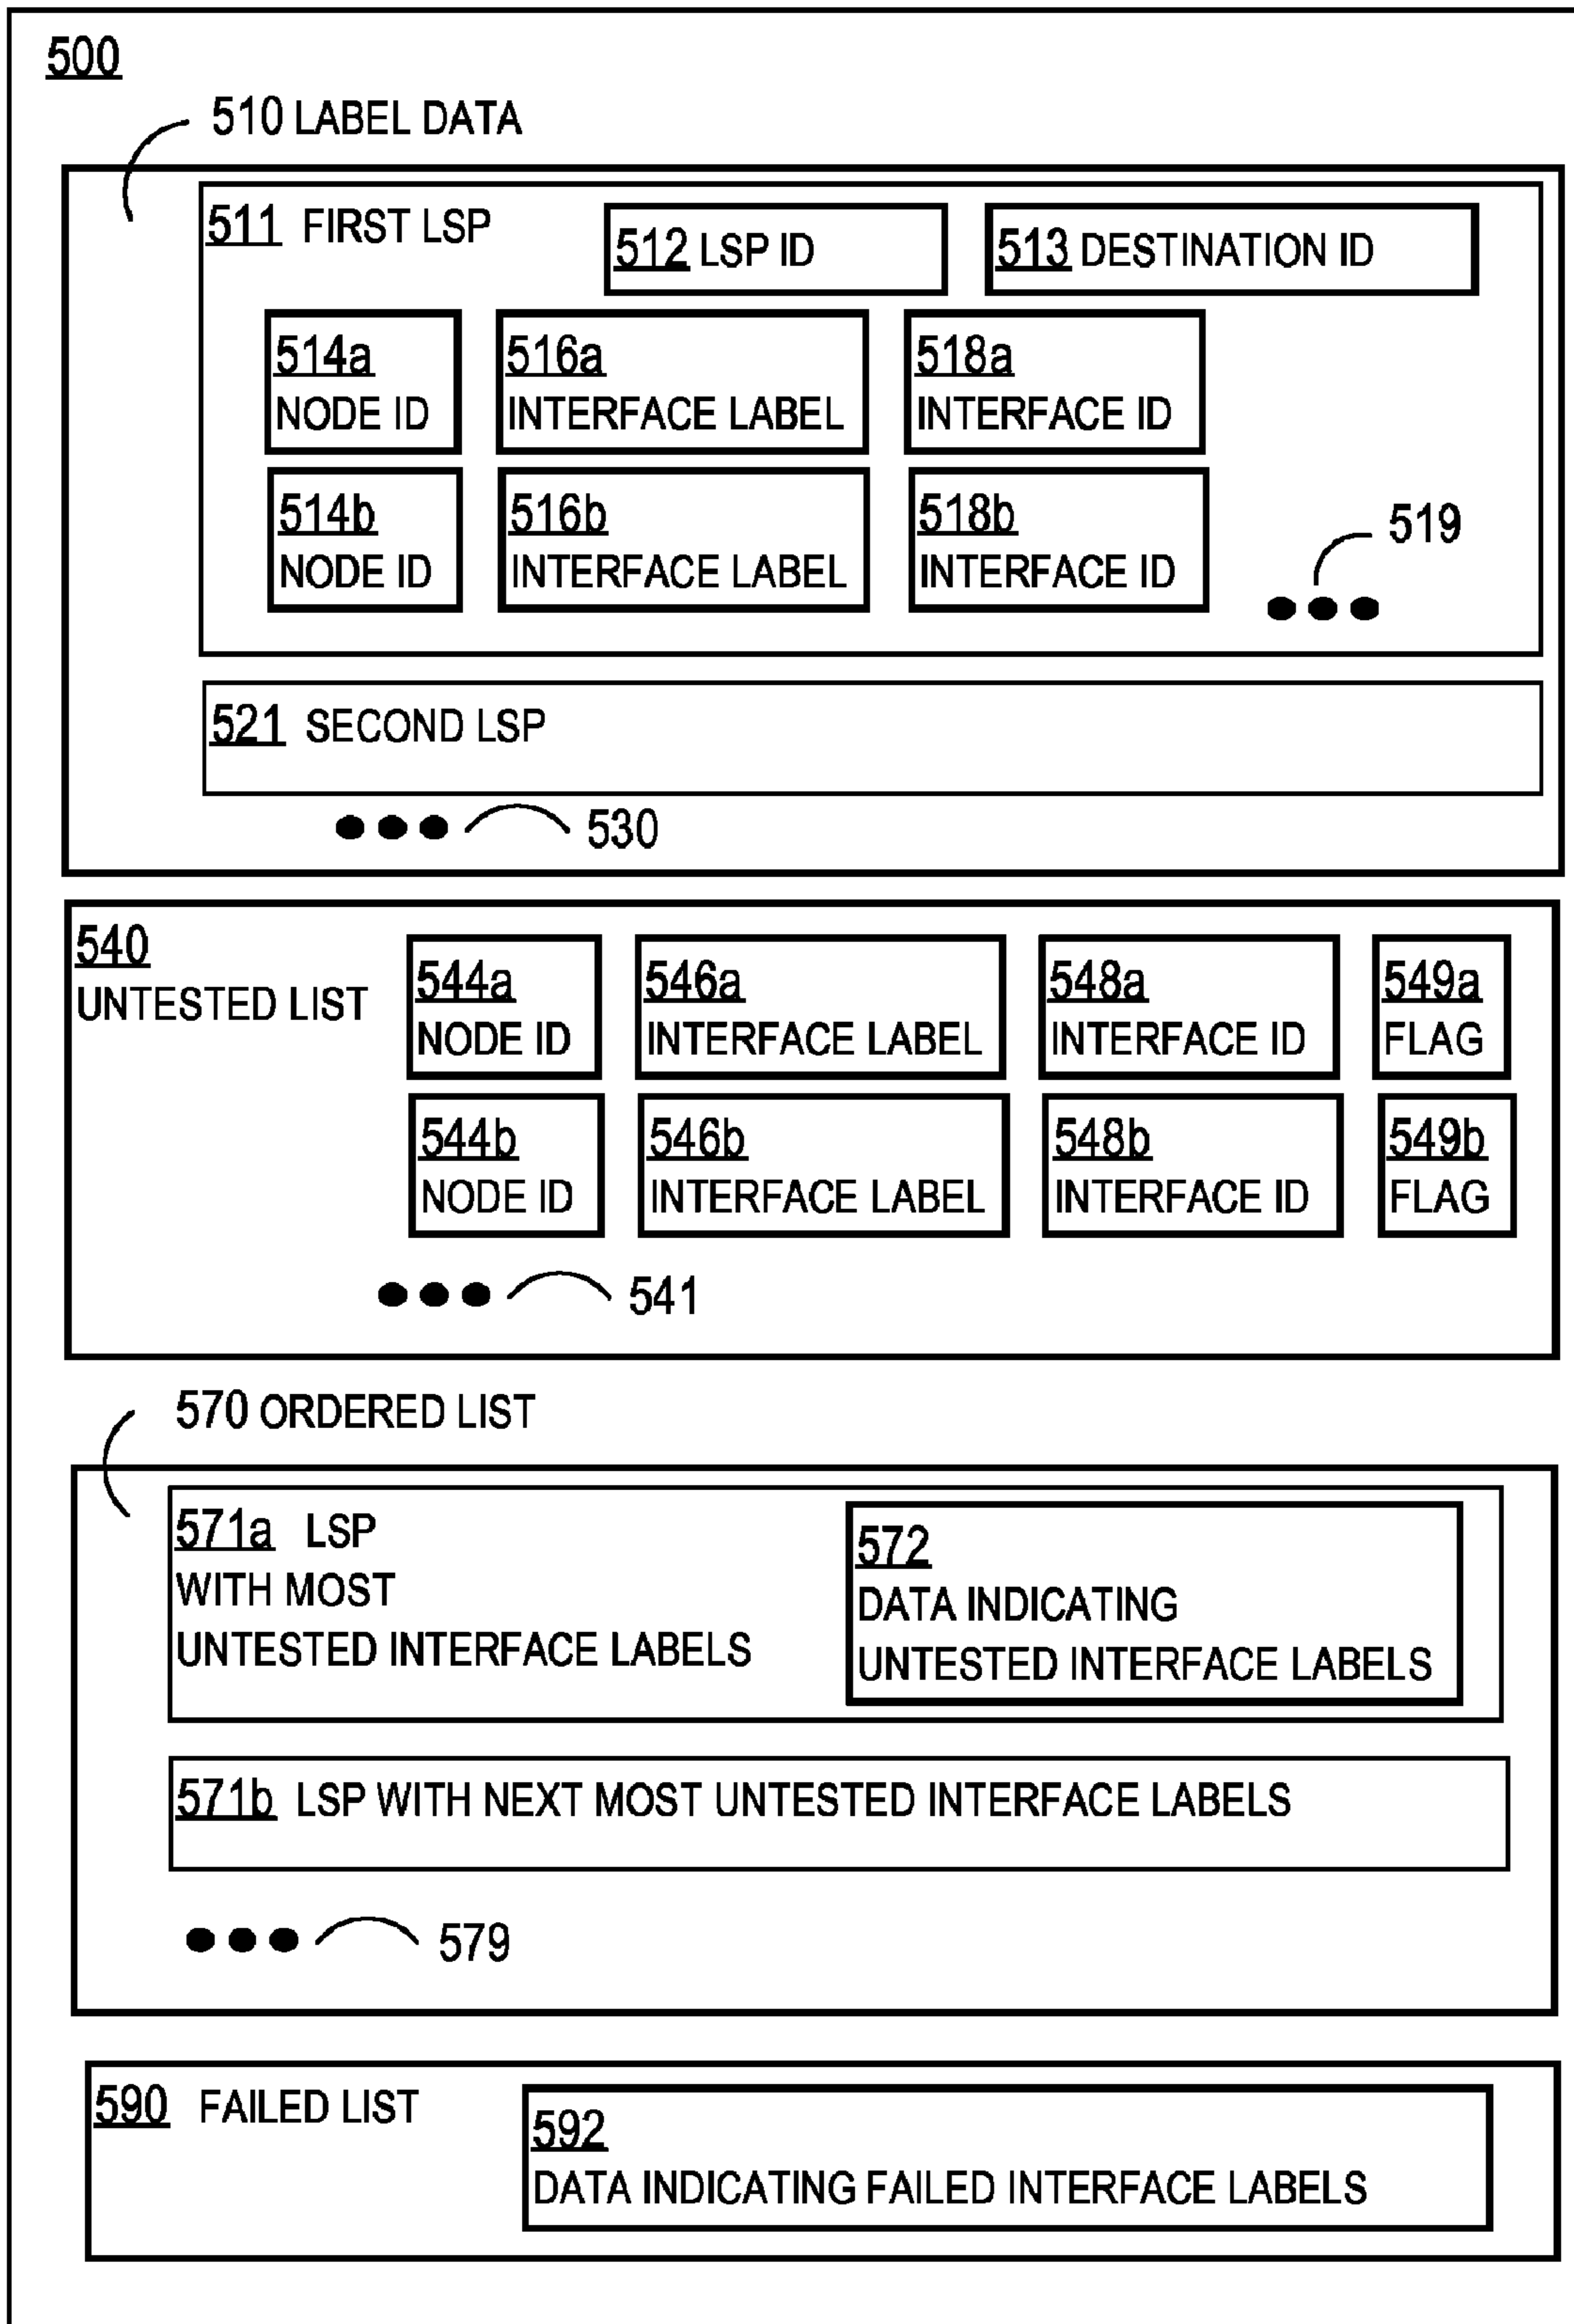 500
510 LABEL DATA
511 FIRST LSP
512 LSP ID
513 DESTINATION ID
514a
NODE ID
516a
INTERFACE LABEL
518a
INTERFACE ID
514b
NODE ID
516b
INTERFACE LABEL
518b
INTERFACE ID
519
521 SECOND LSP
530
540
UNTESTED LIST
544a
NODE ID
546a
INTERFACE LABEL
548a
INTERFACE ID
549a
FLAG
544b
NODE ID
546b
INTERFACE LABEL
548b
INTERFACE ID
549b
FLAG
541
570 ORDERED LIST
571a LSP
WITH MOST
UNTESTED INTERFACE LABELS
572
DATA INDICATING
UNTESTED INTERFACE LABELS
571b LSP WITH NEXT MOST UNTESTED INTERFACE LABELS
579
590 FAILED LIST
592
DATA INDICATING FAILED INTERFACE LABELS